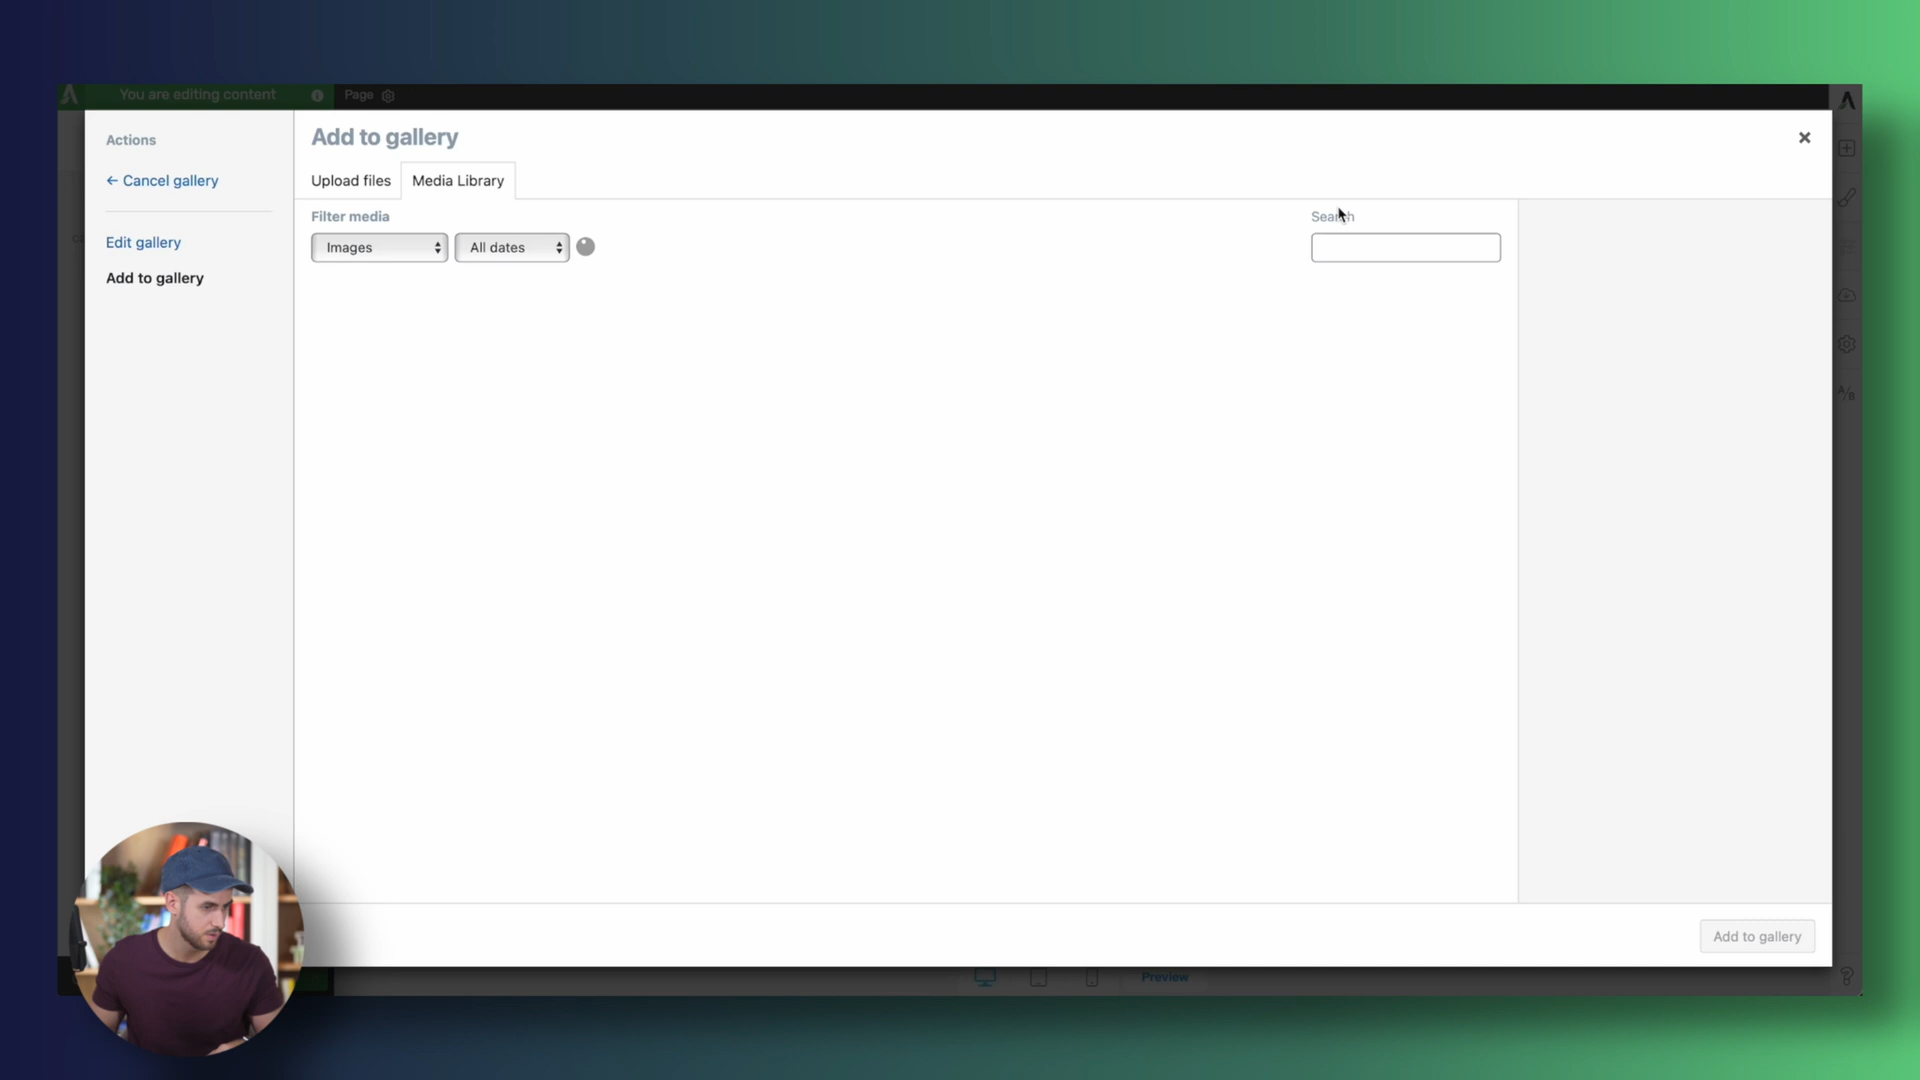 You are editing content
Page
Actions
← Cancel gallery
Edit gallery
Add to gallery
Add to gallery
Upload files
Media Library
Filter media
Images
All dates
Search
Add to gallery
Preview